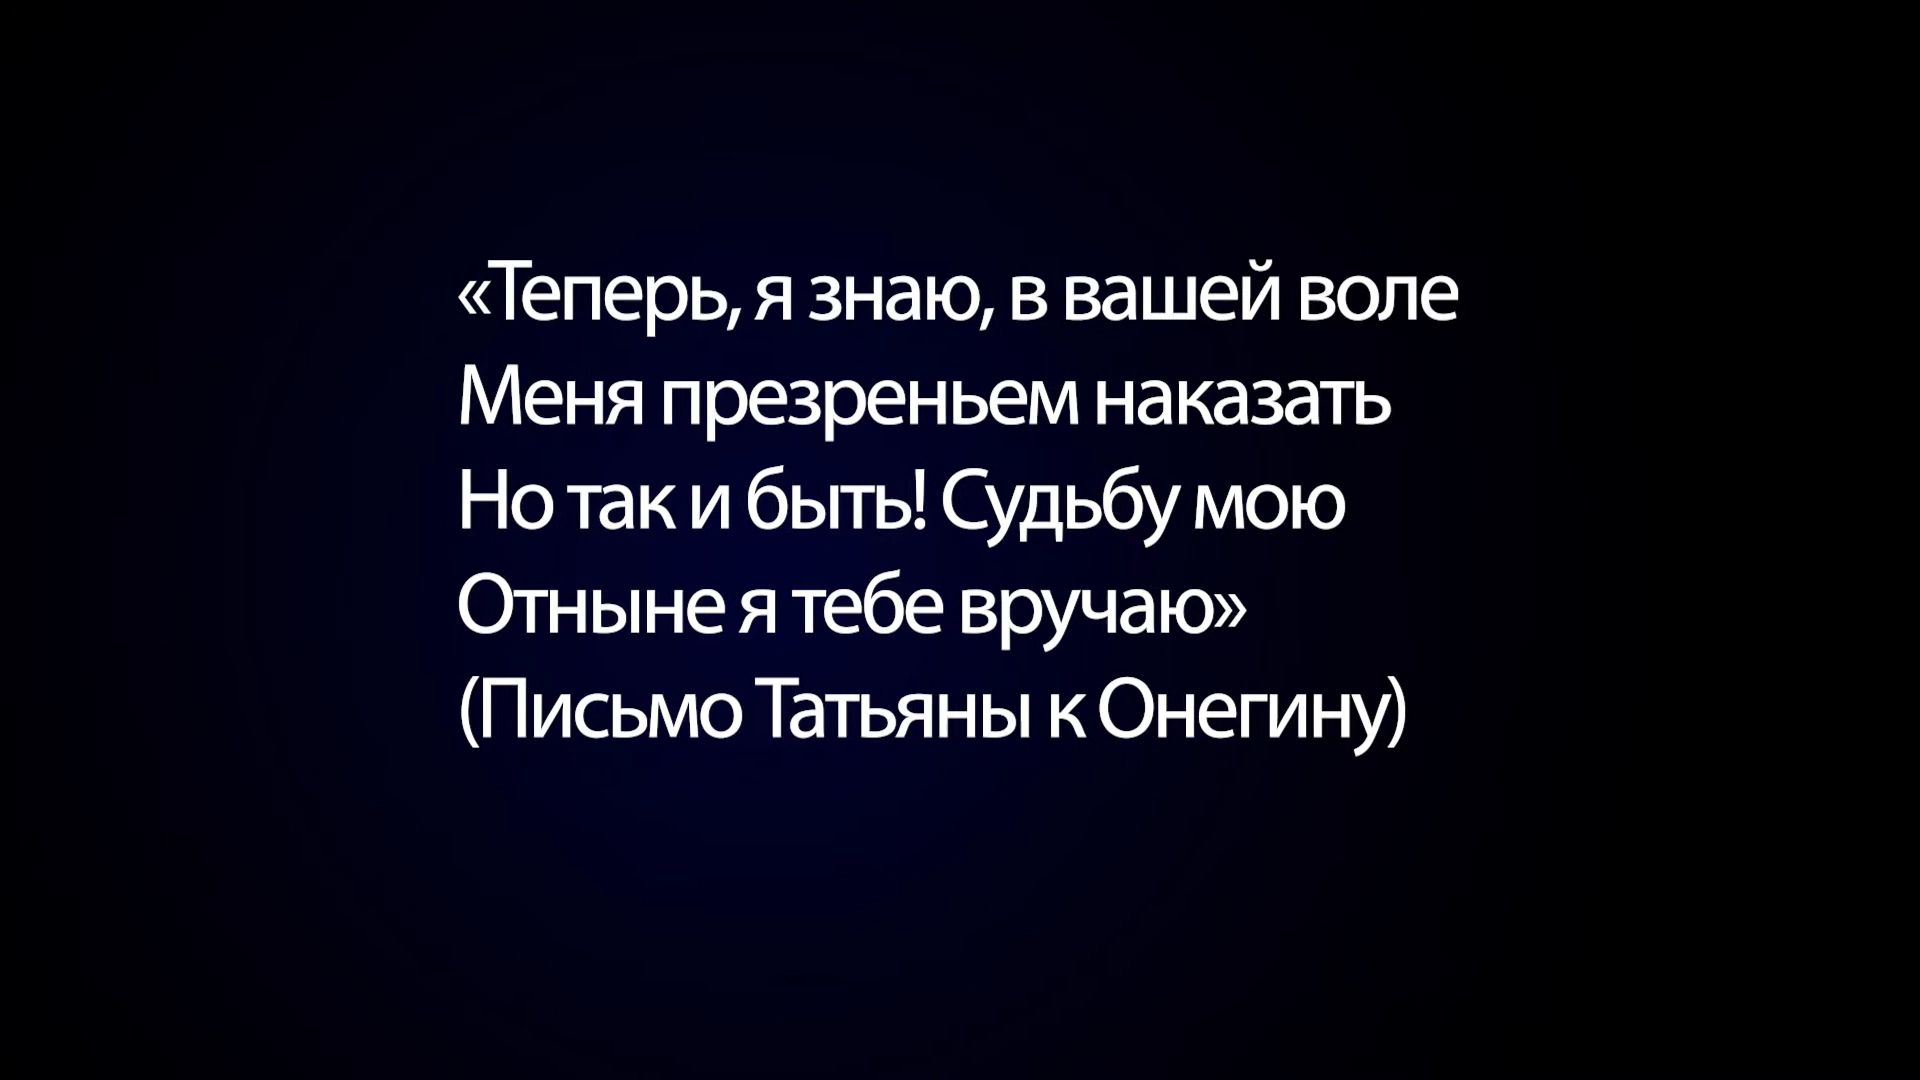 «Теперь, я знаю, в вашей воле
Меня презреньем наказать
Но так и быть! Судьбу мою
Отныне я тебе вручаю»
(Письмо Татьяны к Онегину)